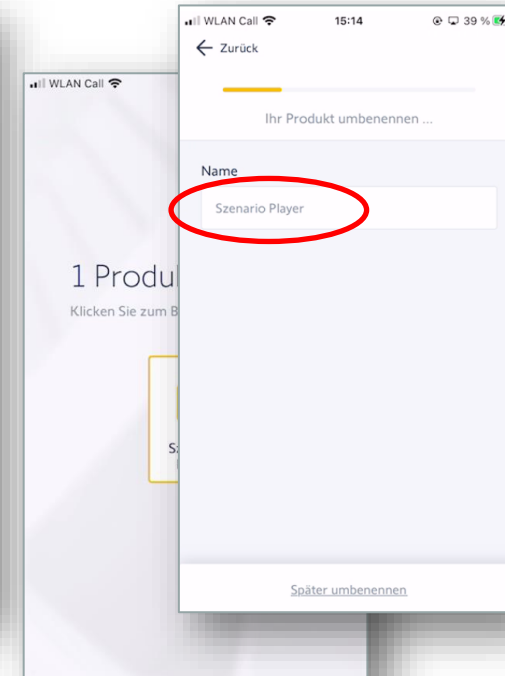 WLAN Call
15:14
39 %
Zurück
Ihr Produkt umbenennen ...
Name
Szenario Player
Später umbenennen
WLAN Call
1 Produ
Klicken Sie zum B